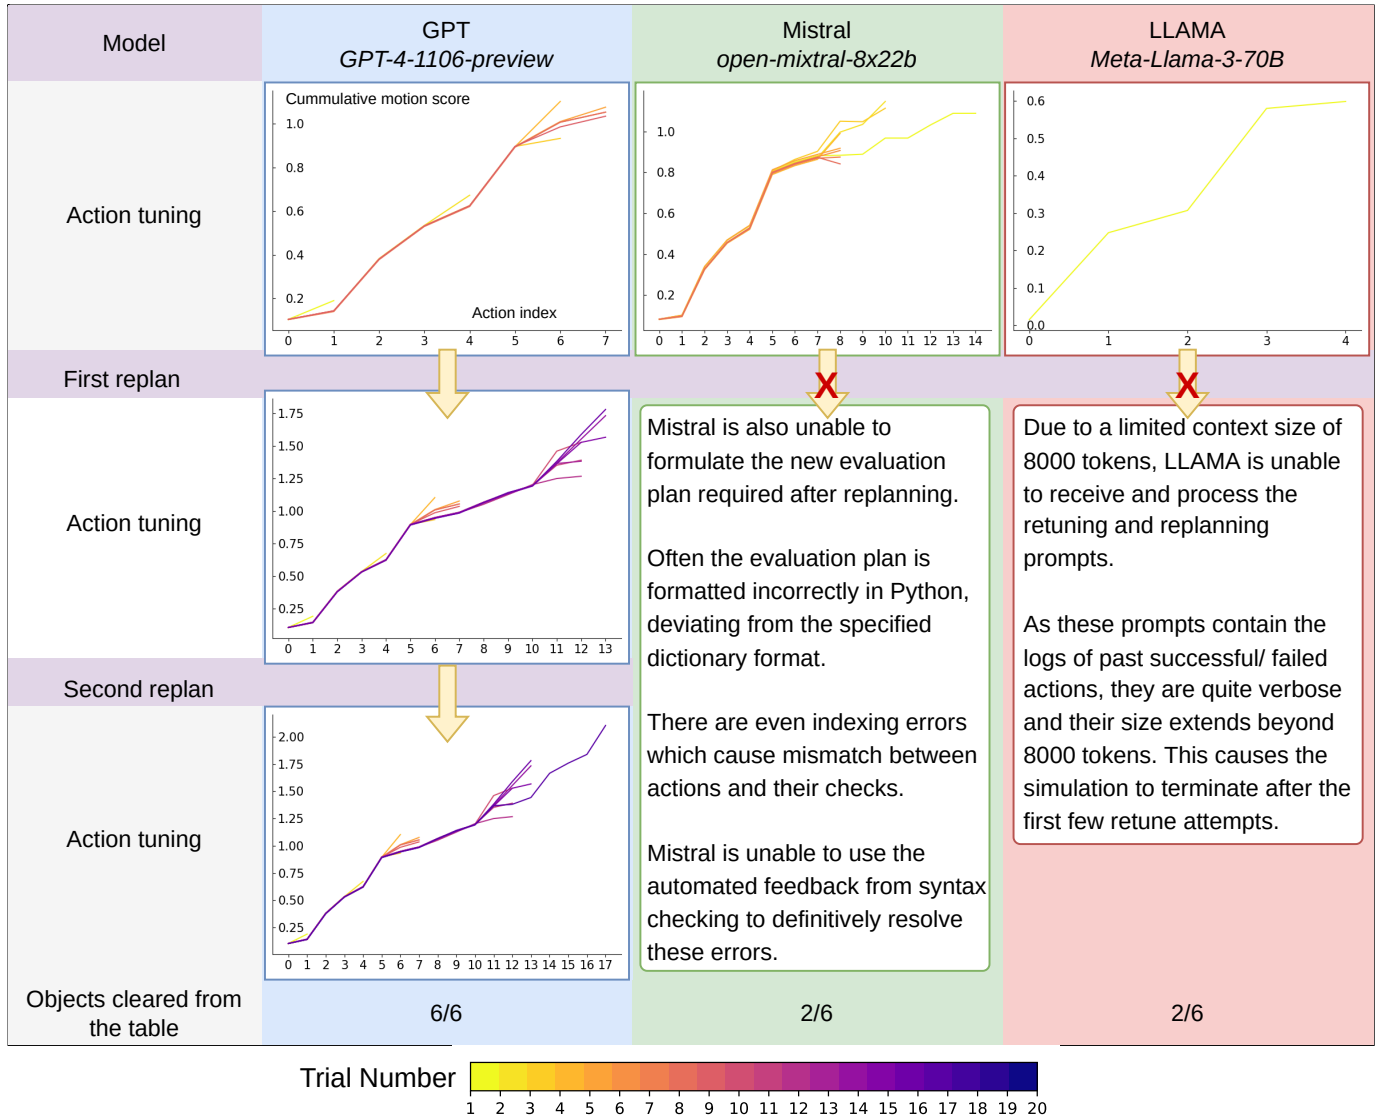 Model
GPT
GPT-4-1106-preview
Mistral
open-mixtral-8x22b
LLAMA
Meta-Llama-3-70B
Action tuning
Cummulative motion score
1.0
0.8
0.6
0.4
0.2
Action index
0 1 2 3 4 5 6 7
1.0
0.8
0.6
0.4
0.2
0 1 2 3 4 5 6 7 8 9 10 11 12 13 14
0.6
0.5
0.4
0.3
0.2
0.1
0.0
0 1 2 3 4
First replan
X
X
Action tuning
1.75
1.50
1.25
1.00
0.75
0.50
0.25
0 1 2 3 4 5 6 7 8 9 10 11 12 13
Second replan
Action tuning
2.00
1.75
1.50
1.25
1.00
0.75
0.50
0.25
0 1 2 3 4 5 6 7 8 9 10 11 12 13 14 15 16 17
Mistral is also unable to
formulate the new evaluation
plan required after replanning.
Often the evaluation plan is
formatted incorrectly in Python,
deviating from the specified
dictionary format.
There are even indexing errors
which cause mismatch between
actions and their checks.
Mistral is unable to use the
automated feedback from syntax
checking to definitively resolve
these errors.
Due to a limited context size of
8000 tokens, LLAMA is unable
to receive and process the
retuning and replanning
prompts.
As these prompts contain the
logs of past successful/ failed
actions, they are quite verbose
and their size extends beyond
8000 tokens. This causes the
simulation to terminate after the
first few retune attempts.
Objects cleared from
the table
6/6
2/6
2/6
Trial Number
1 2 3 4 5 6 7 8 9 10 11 12 13 14 15 16 17 18 19 20